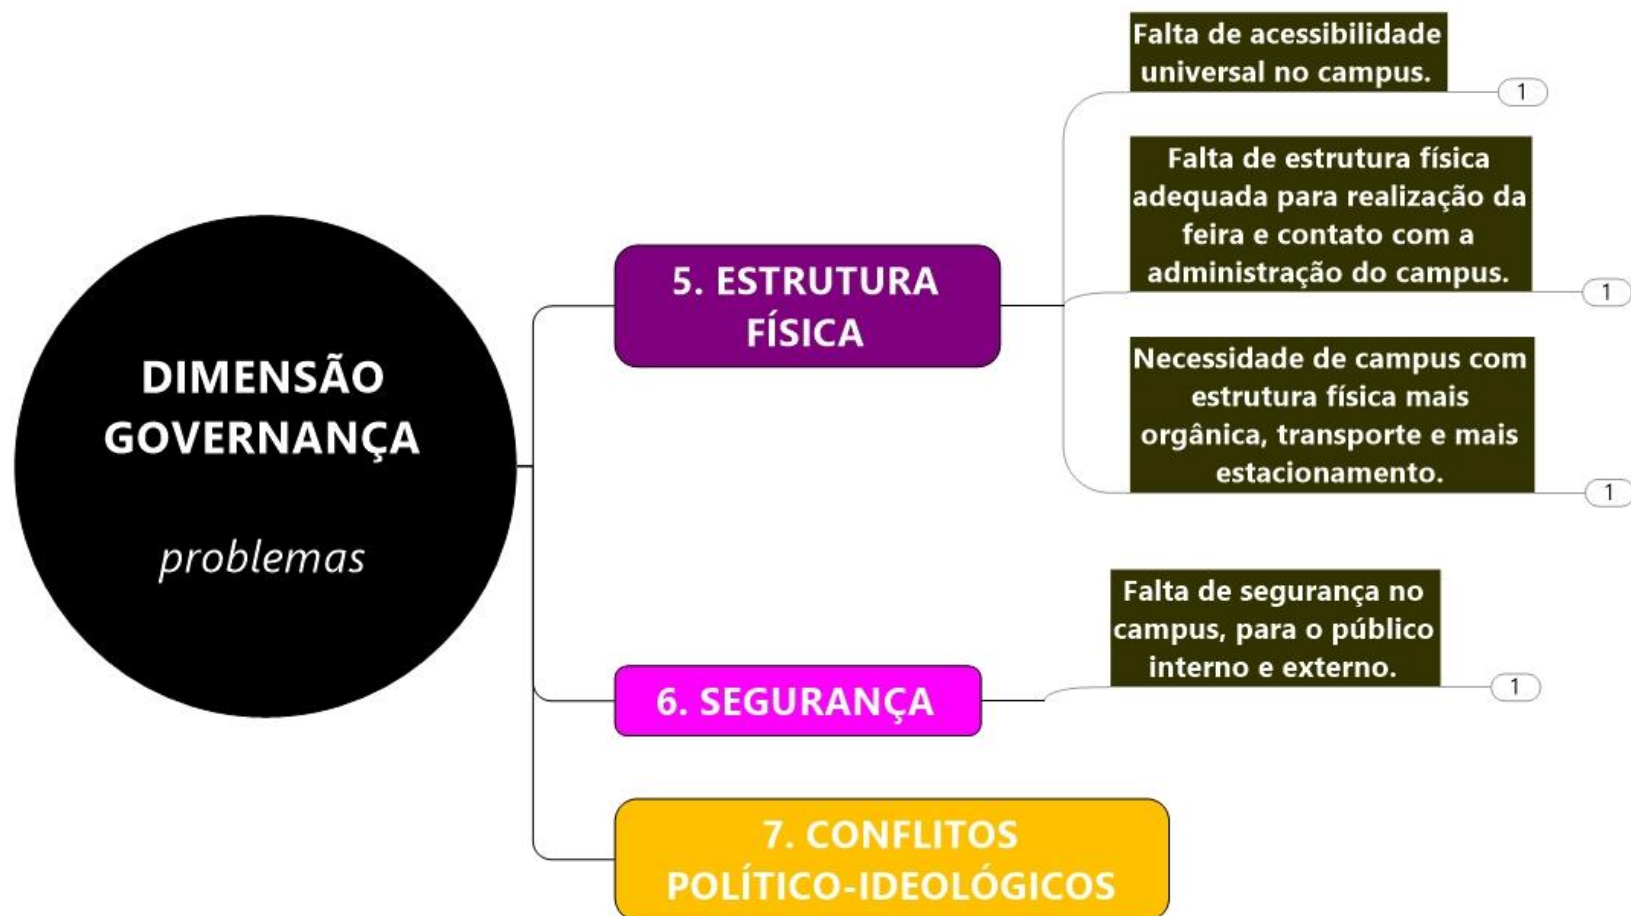 DIMENSÃO
GOVERNANÇA
problemas
5. ESTRUTURA
FÍSICA
Falta de acessibilidade
universal no campus.
1
Falta de estrutura física
adequada para realização da
feira e contato com a
administração do campus.
1
Necessidade de campus com
estrutura física mais
orgânica, transporte e mais
estacionamento.
1
6. SEGURANÇA
Falta de segurança no
campus, para o público
interno e externo.
1
7. CONFLITOS
POLÍTICO-IDEOLÓGICOS